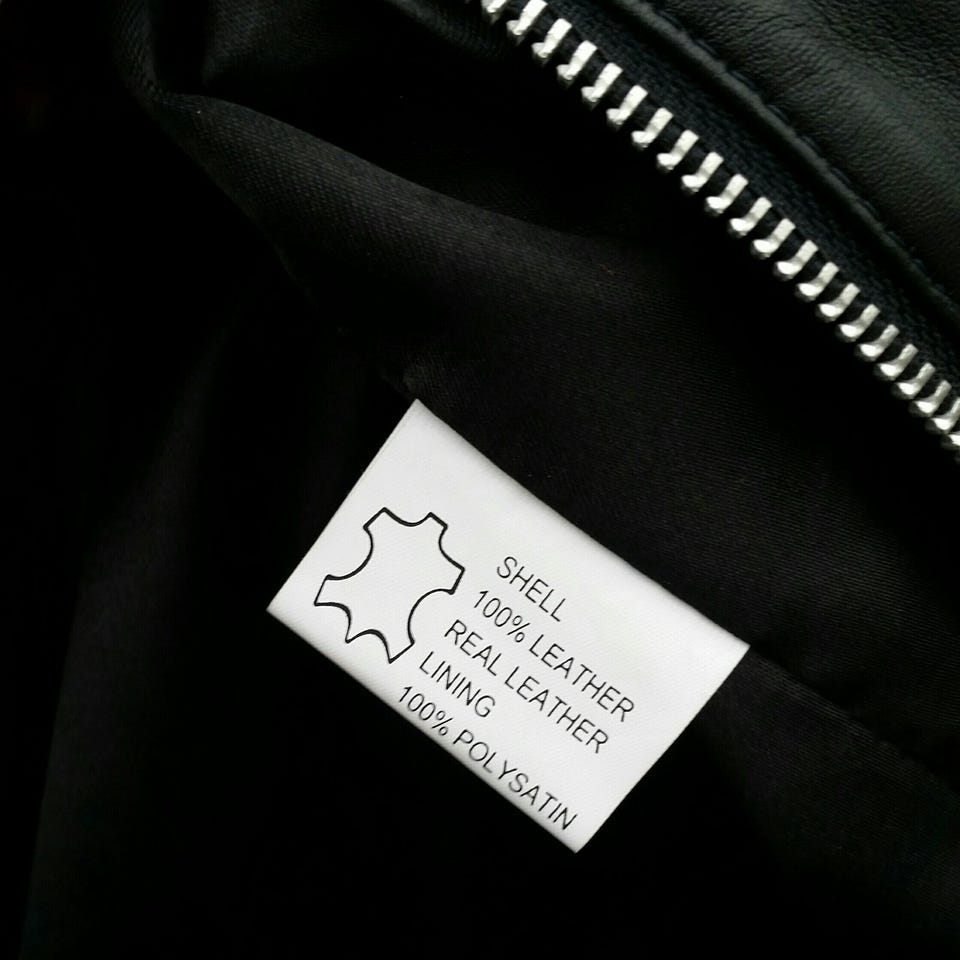 SHELL
100% LEATHER
REAL LEATHER
LINING
100% POLYSATIN